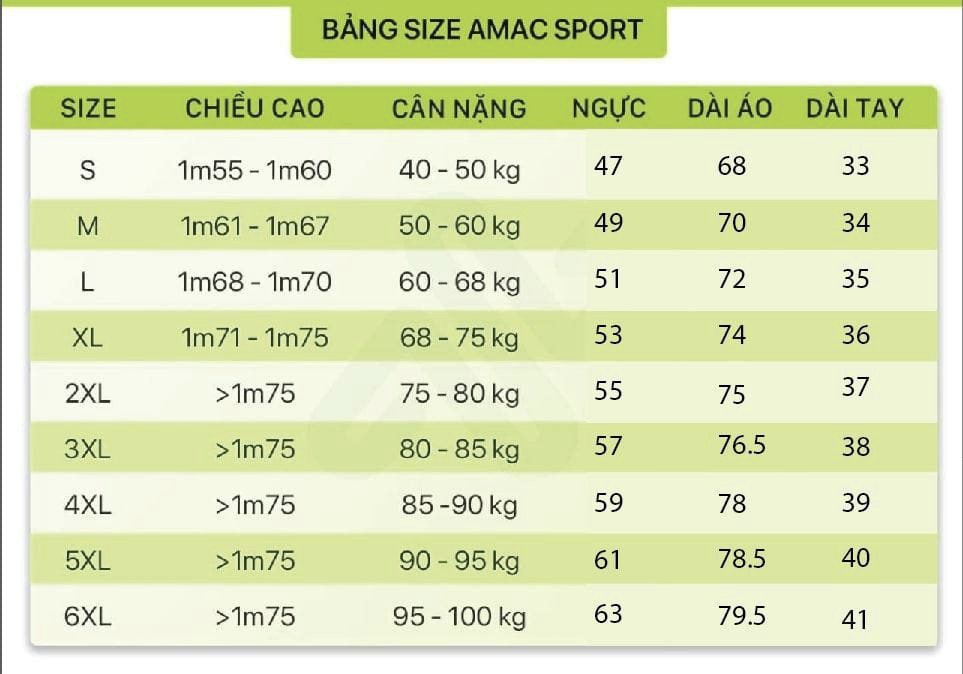 BẢNG SIZE AMAC SPORT
SIZE CHIỀU CAO CÂN NẶNG NGỰC DÀI ÁO DÀI TAY
S 1m55 - 1m60 40 - 50 kg 47 68 33
M 1m61 - 1m67 50 - 60 kg 49 70 34
L 1m68 - 1m70 60 - 68 kg 51 72 35
XL 1m71 - 1m75 68 - 75 kg 53 74 36
2XL >1m75 75 - 80 kg 55 75 37
3XL >1m75 80 - 85 kg 57 76.5 38
4XL >1m75 85 -90 kg 59 78 39
5XL >1m75 90 - 95 kg 61 78.5 40
6XL >1m75 95 - 100 kg 63 79.5 41